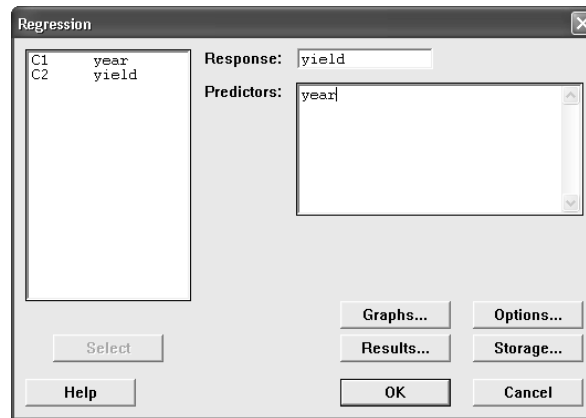 Regression
C1 year
C2 yield
Response: yield
Predictors: year
Graphs... Options...
Select Results... Storage...
Help OK Cancel